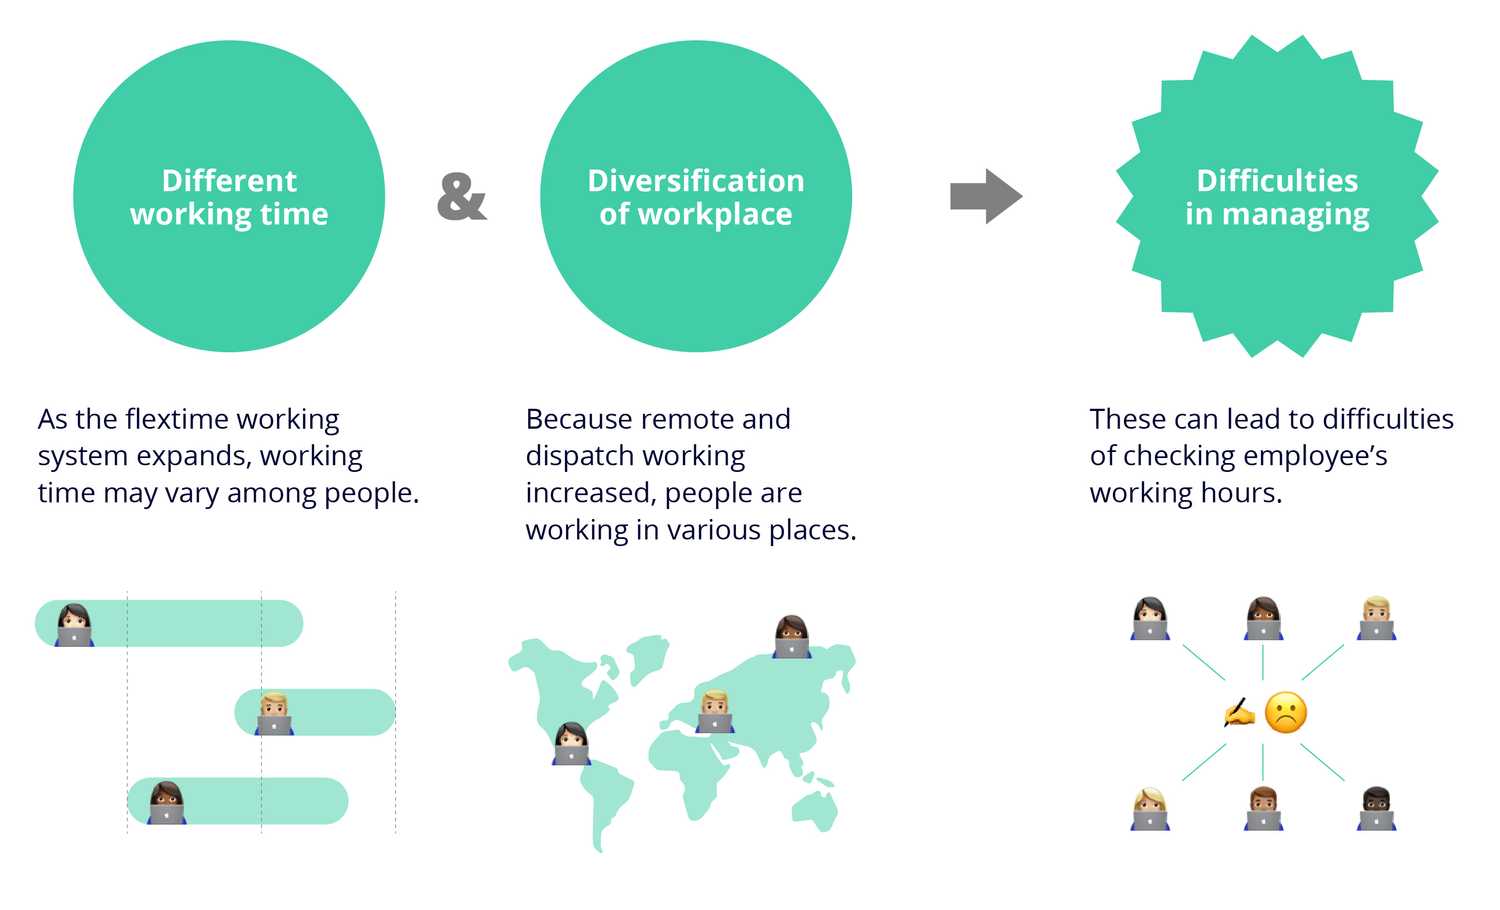 Different
working time
&
Diversification
of workplace
Difficulties
in managing
As the flextime working
system expands, working
time may vary among people.
Because remote and
dispatch working
increased, people are
working in various places.
These can lead to difficulties
of checking employee’s
working hours.